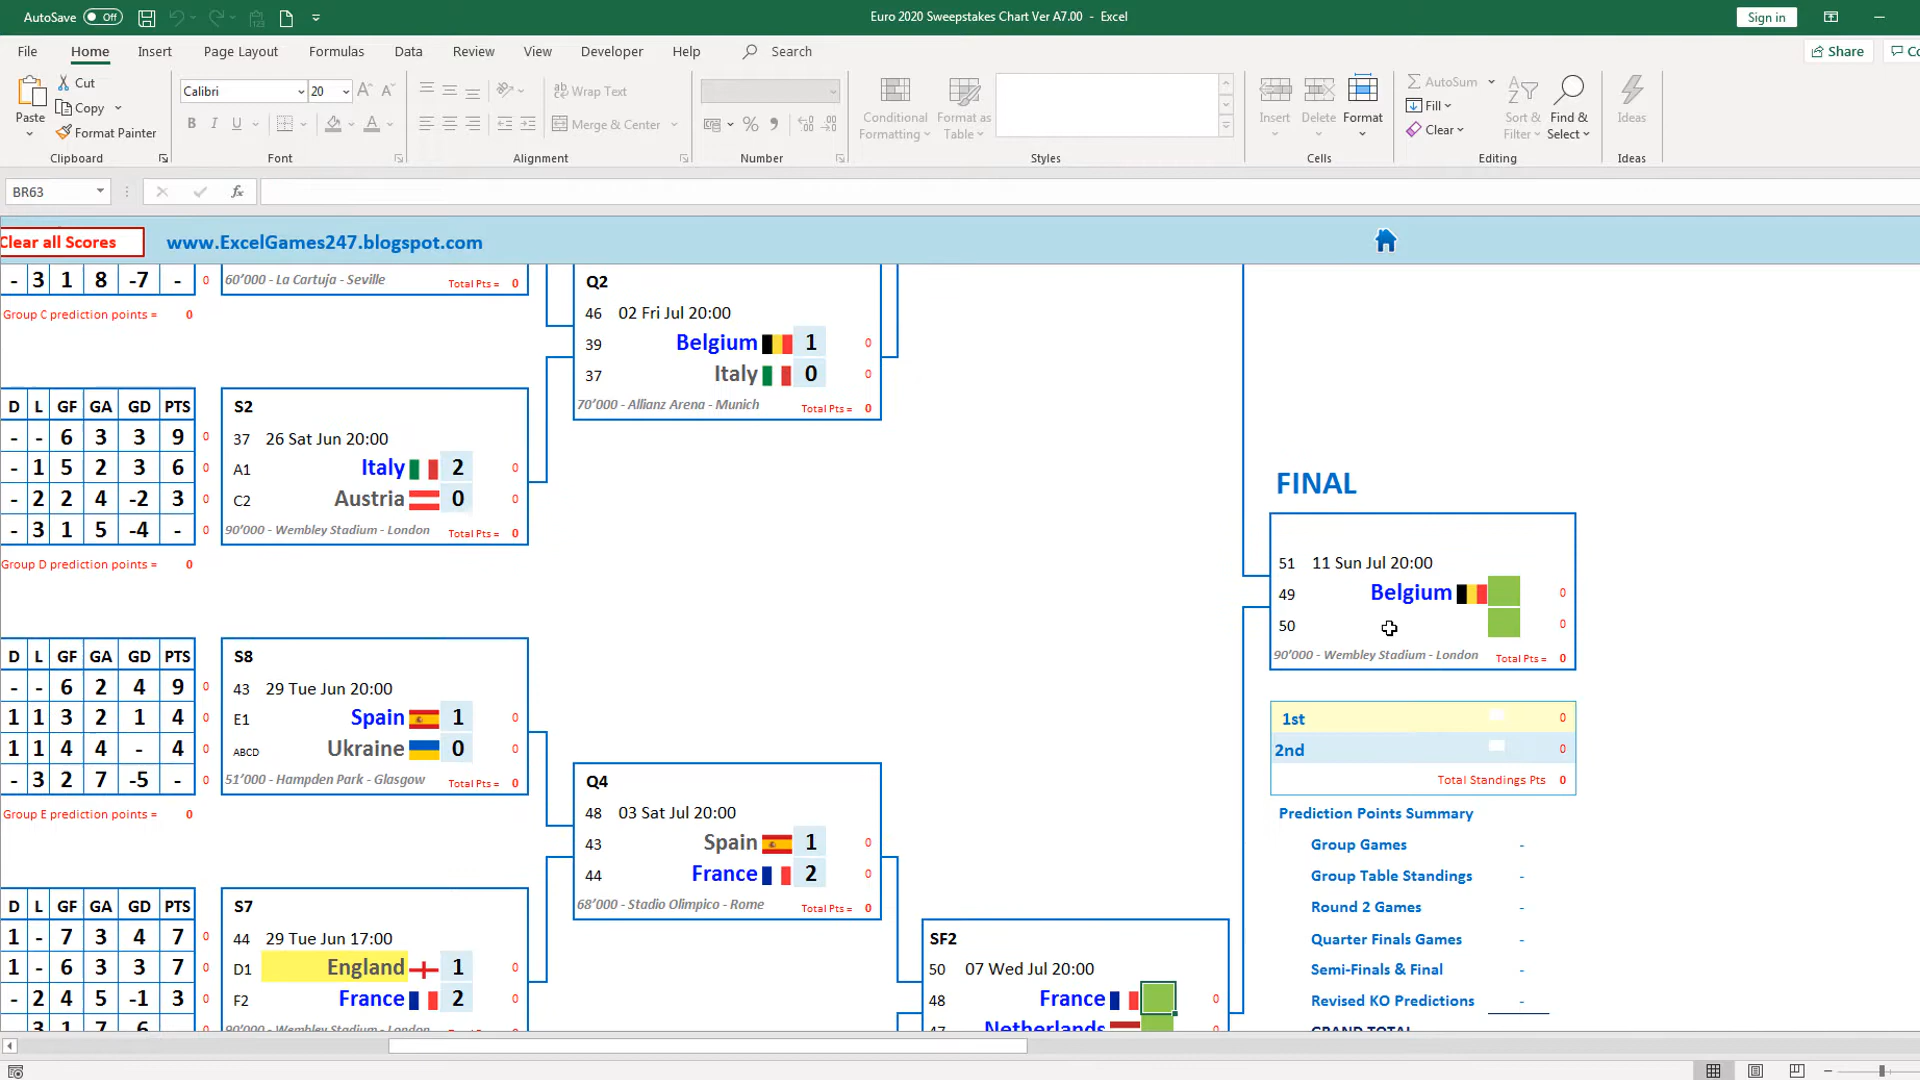 AutoSave Off
Euro 2020 Sweepstakes Chart Ver A7.00 - Excel
Sign in
File Home Insert Page Layout Formulas Data Review View Developer Help Search Share
Paste Cut Copy Format Painter
Calibri 20
B I U
ab Wrap Text
Merge & Center
%
Conditional Formatting Format as Table
Insert Delete Format
AutoSum Fill Clear
Sort & Filter Find & Select Ideas
Clipboard Font Alignment Number Styles Cells Editing Ideas
BR63 fx
Clear all Scores www.ExcelGames247.blogspot.com
- 3 1 8 -7 - 0
Group C prediction points = 0
60'000 - La Cartuja - Seville Total Pts = 0
Q2
46 02 Fri Jul 20:00
39 Belgium 1 0
37 Italy 0 0
70'000 - Allianz Arena - Munich Total Pts = 0
D L GF GA GD PTS
- - 6 3 3 9 0
- 1 5 2 3 6 0
- 2 2 4 -2 3 0
- 3 1 5 -4 - 0
Group D prediction points = 0
S2
37 26 Sat Jun 20:00
A1 Italy 2 0
C2 Austria 0 0
90'000 - Wembley Stadium - London Total Pts = 0
FINAL
51 11 Sun Jul 20:00
49 Belgium 0
50 0
90'000 - Wembley Stadium - London Total Pts = 0
D L GF GA GD PTS
- - 6 2 4 9 0
1 1 3 2 1 4 0
1 1 4 4 - 4 0
- 3 2 7 -5 - 0
Group E prediction points = 0
S8
43 29 Tue Jun 20:00
E1 Spain 1 0
ABCD Ukraine 0 0
51'000 - Hampden Park - Glasgow Total Pts = 0
1st 0
2nd 0
Total Standings Pts 0
Q4
48 03 Sat Jul 20:00
43 Spain 1 0
44 France 2 0
68'000 - Stadio Olimpico - Rome Total Pts = 0
Prediction Points Summary
Group Games -
Group Table Standings -
Round 2 Games -
Quarter Finals Games -
Semi-Finals & Final -
Revised KO Predictions -
GRAND TOTAL
D L GF GA GD PTS
1 - 7 3 4 7 0
1 - 6 3 3 7 0
- 2 4 5 -1 3 0
3 1 7 -6
S7
44 29 Tue Jun 17:00
D1 England 1 0
F2 France 2 0
90'000 - Wembley Stadium - London
SF2
50 07 Wed Jul 20:00
48 France 0
47 Netherlands 0